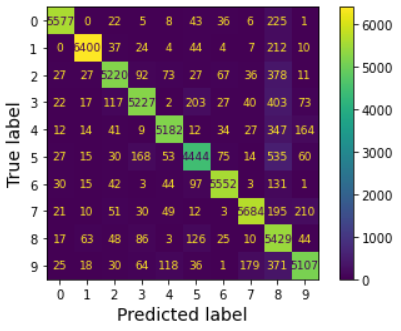 0 5577 0 22 5 8 43 36 6 225 1
1 0 6400 37 24 4 44 4 7 212 10
2 27 27 5220 92 73 27 67 36 378 11
3 22 17 117 5227 2 203 27 40 403 73
4 12 14 41 9 5182 12 34 27 347 164
5 27 15 30 168 53 4444 75 14 535 60
6 30 15 42 3 44 97 5552 3 131 1
7 21 10 51 30 49 12 3 5684 195 210
8 17 63 48 86 3 126 25 10 5429 44
9 25 18 30 64 118 36 1 179 371 5107
0 1 2 3 4 5 6 7 8 9
True label
Predicted label
6000
5000
4000
3000
2000
1000
0